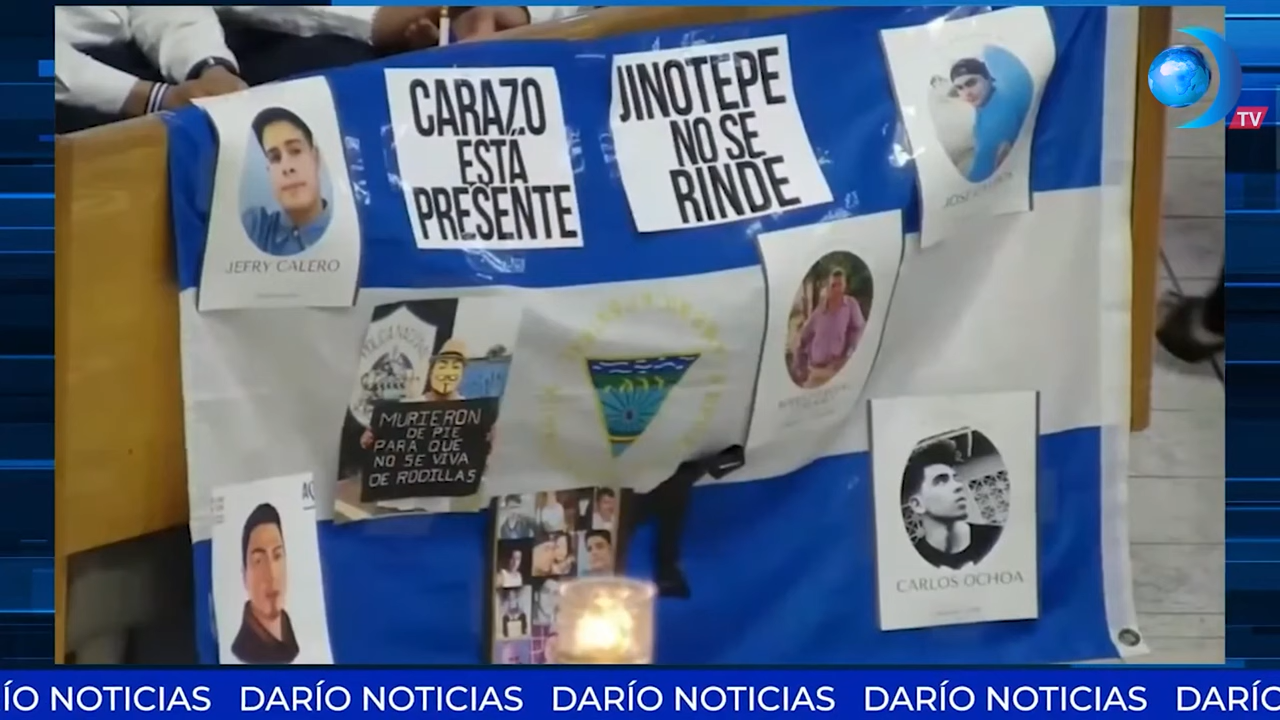 CARAZO
ESTÁ
PRESENTE
JINOTEPE
NO SE
RINDE
TV
JEFRY CALERO
MURIERON
DE PIE
PARA QUE
NO SE VIVA
DE RODILLAS
CARLOS OCHOA
ÍO NOTICIAS DARÍO NOTICIAS DARÍO NOTICIAS DARÍO NOTICIAS DARÍO